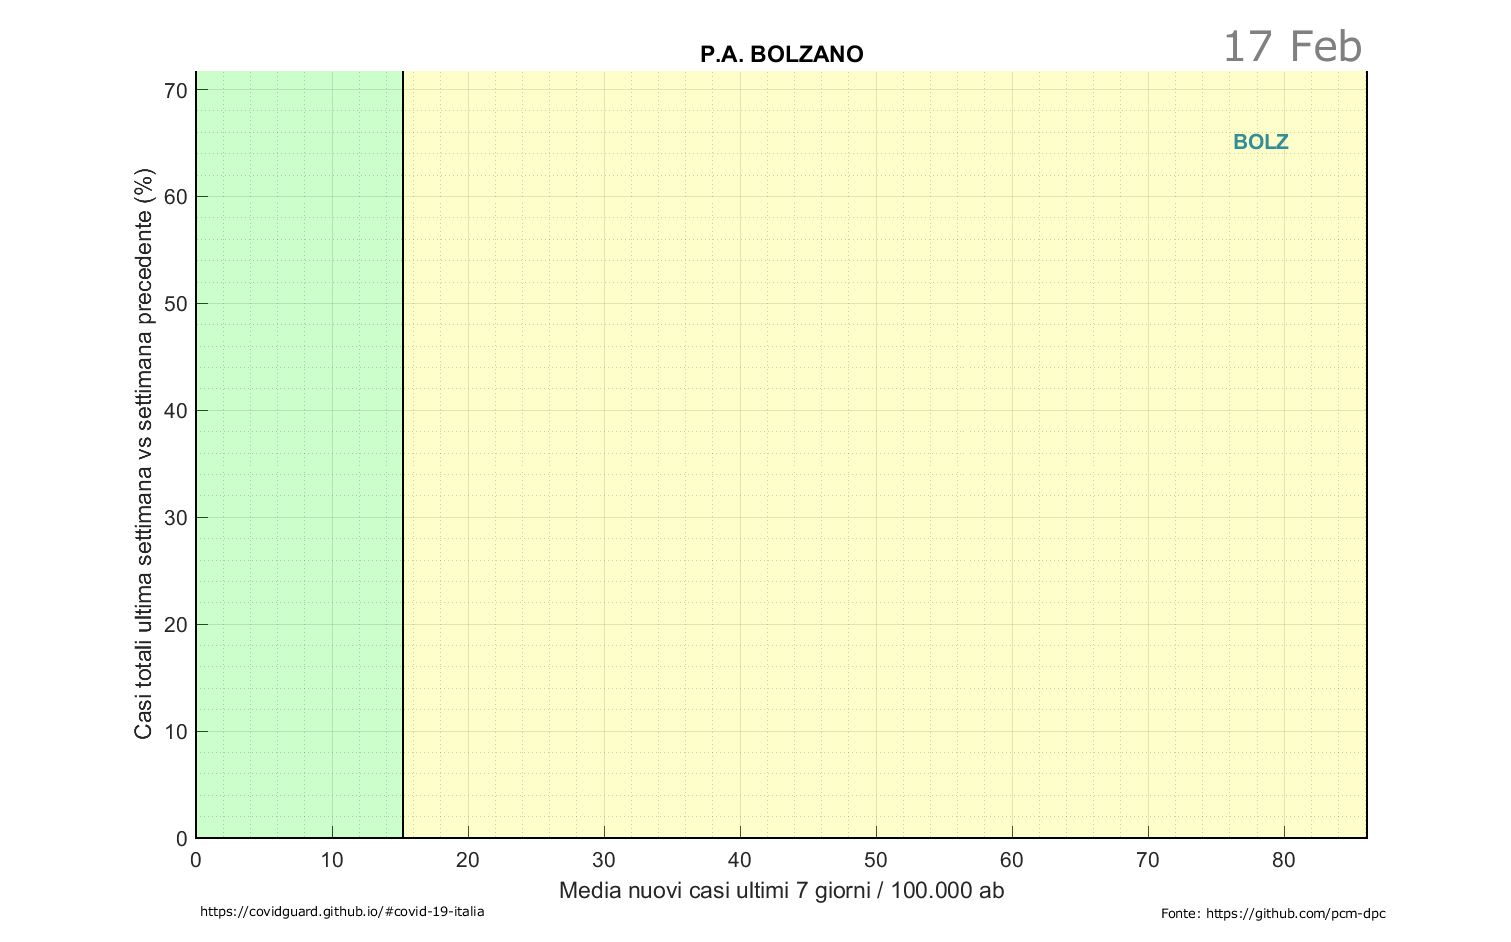 17 Feb
P.A. BOLZANO
BOLZ
Casi totali ultima settimana vs settimana precedente (%)
70
60
50
40
30
20
10
0
0 10 20 30 40 50 60 70 80
Media nuovi casi ultimi 7 giorni / 100.000 ab
https://covidguard.github.io/#covid-19-italia
Fonte: https://github.com/pcm-dpc